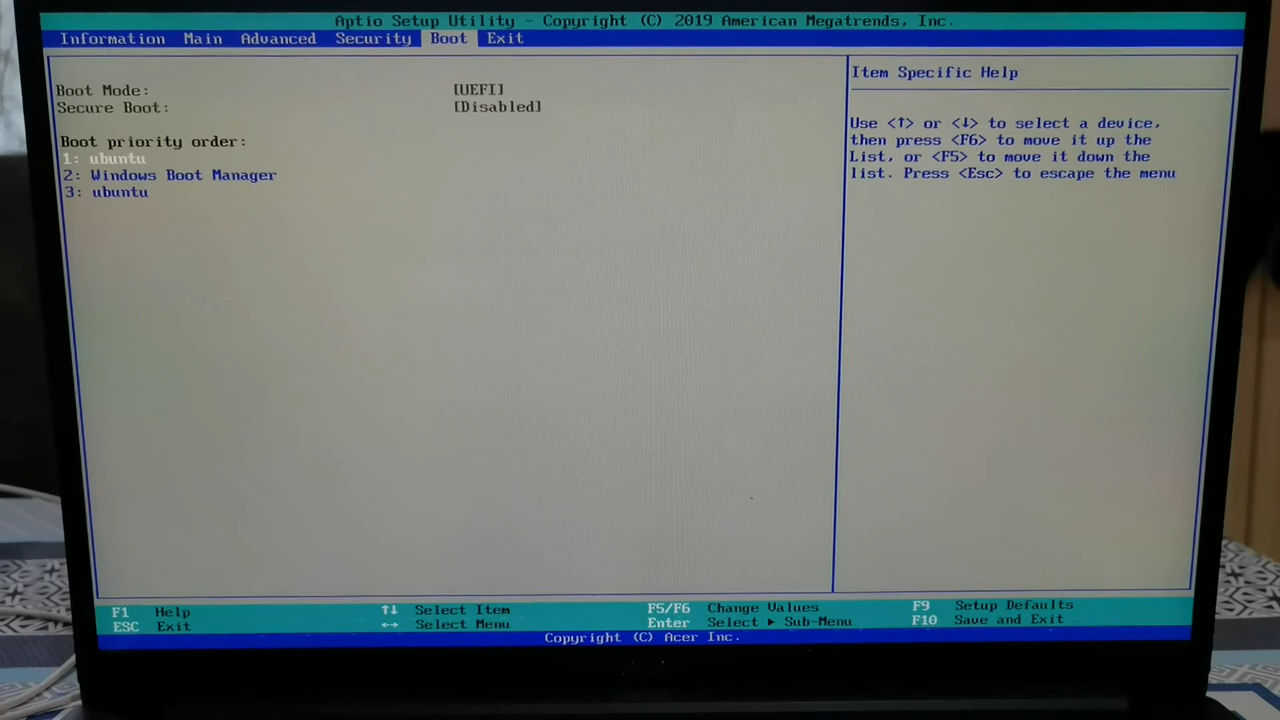 Aptio Setup Utility - Copyright (C) 2019 American Megatrends, Inc.
Information Main Advanced Security Boot Exit
Boot Mode: [UEFI]
Secure Boot: [Disabled]
Boot priority order:
1: ubuntu
2: Windows Boot Manager
3: ubuntu
Item Specific Help
Use <↑> or <↓> to select a device,
then press <F6> to move it up the
List, or <F5> to move it down the
list. Press <Esc> to escape the menu
F1 Help ↑↓ Select Item F5/F6 Change Values F9 Setup Defaults
ESC Exit ↔ Select Menu Enter Select ▶ Sub-Menu F10 Save and Exit
Copyright (C) Acer Inc.